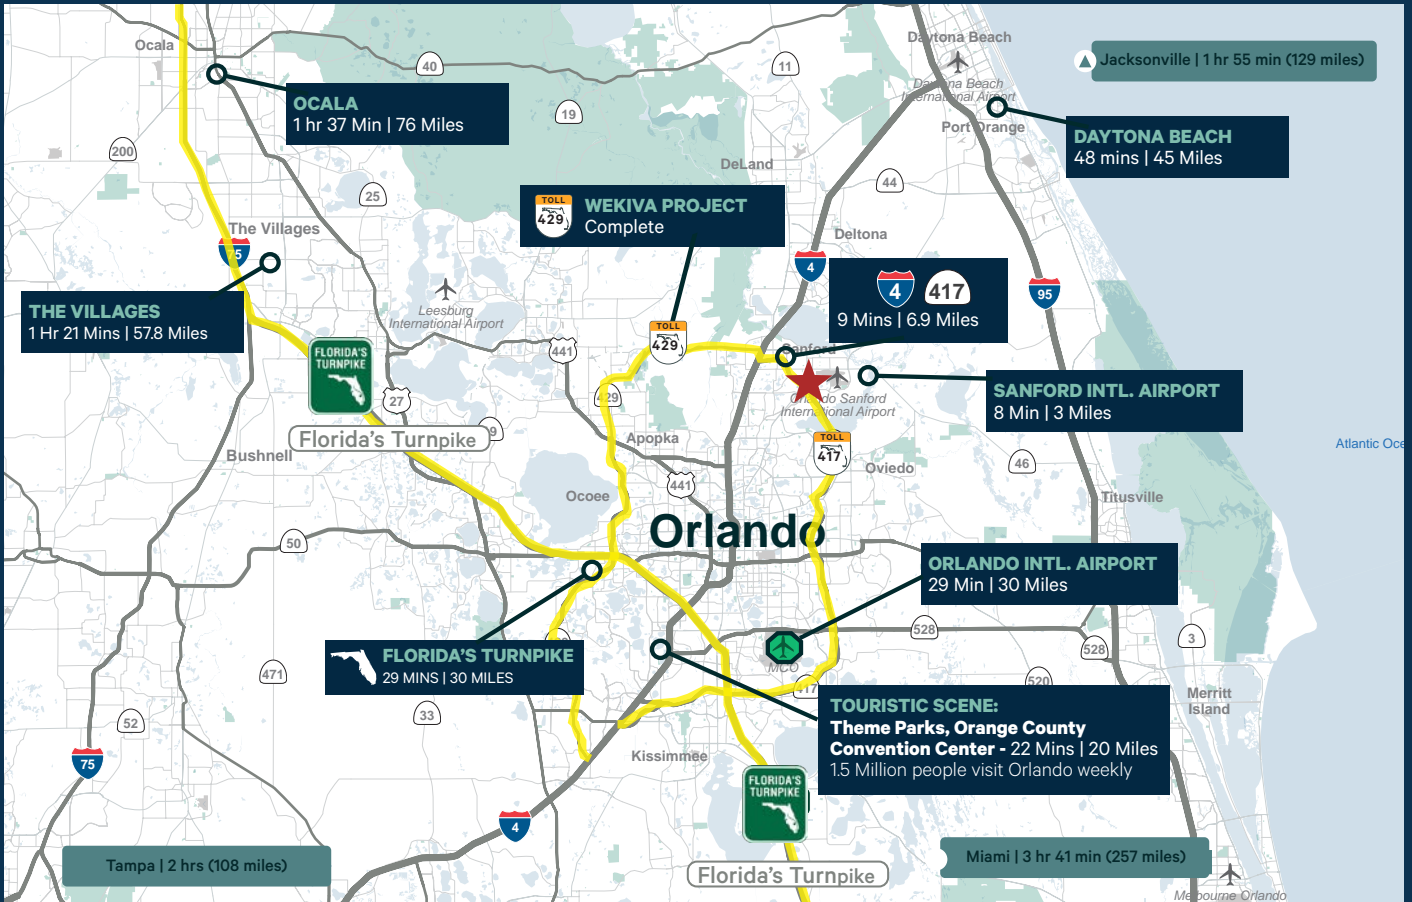 Ocala
OCALA
1 hr 37 Min | 76 Miles
40
11
19
200
25
44
Daytona Beach
Daytona Beach
International Airport
Port Orange
Jacksonville | 1 hr 55 min (129 miles)
DAYTONA BEACH
48 mins | 45 Miles
DeLand
TOLL
429
WEKIVA PROJECT
Complete
The Villages
Deltona
THE VILLAGES
1 Hr 21 Mins | 57.8 Miles
Leesburg
International Airport
4
4
417
9 Mins | 6.9 Miles
95
FLORIDA'S
TURNPIKE
441
TOLL
429
Sanford
Orlando Sanford
International Airport
SANFORD INTL. AIRPORT
8 Min | 3 Miles
27
429
Florida's Turnpike
Bushnell
Apopka
TOLL
417
Oviedo
46
Atlantic Oce
441
Ocoee
Titusville
Orlando
50
ORLANDO INTL. AIRPORT
29 Min | 30 Miles
FLORIDA'S TURNPIKE
29 MINS | 30 MILES
MCO
528
528
3
520
417
471
33
52
75
TOURISTIC SCENE:
Theme Parks, Orange County
Convention Center - 22 Mins | 20 Miles
1.5 Million people visit Orlando weekly
Merritt
Island
Kissimmee
FLORIDA'S
TURNPIKE
4
Tampa | 2 hrs (108 miles)
Florida's Turnpike
Miami | 3 hr 41 min (257 miles)
Melbourne Orlando